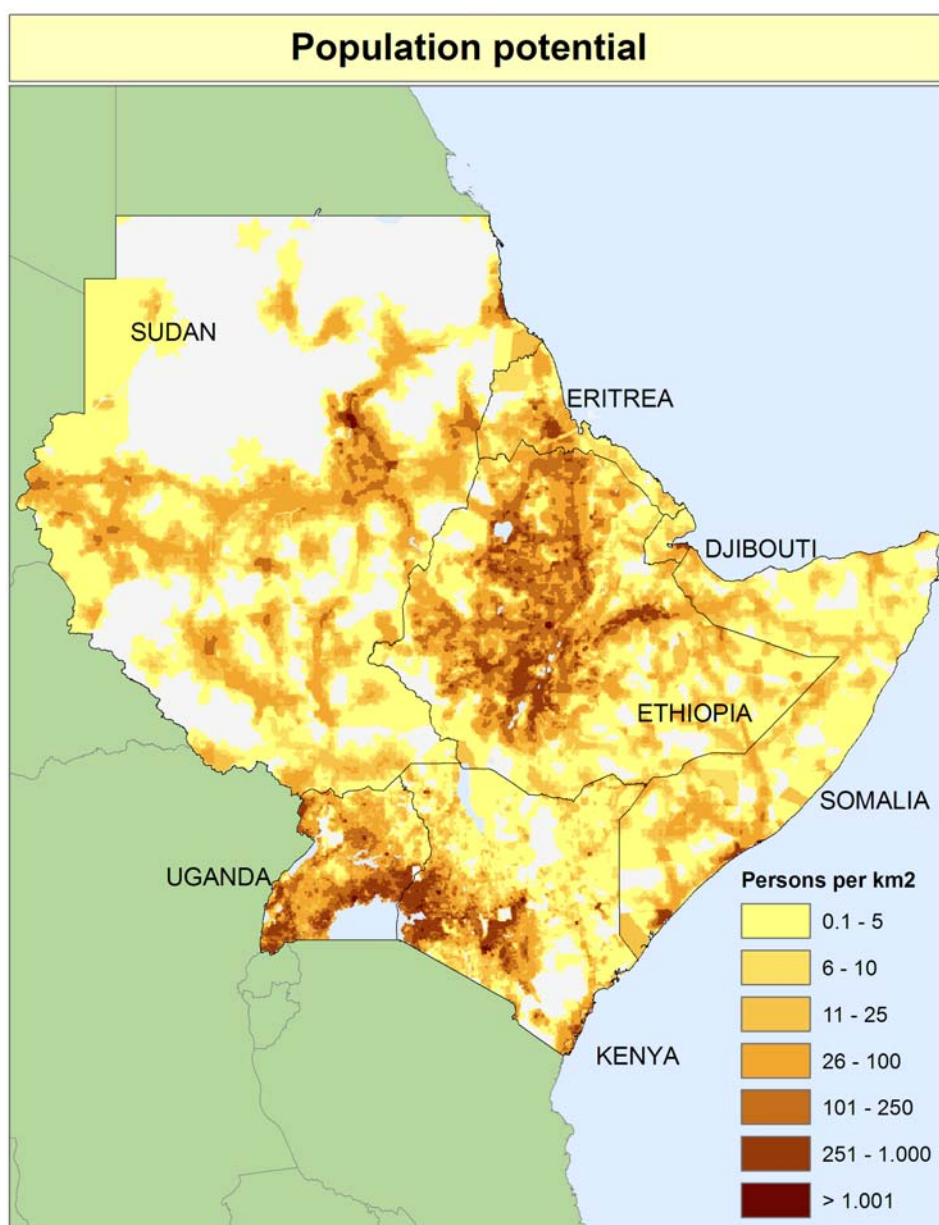 Population potential
SUDAN
ERITREA
DJIBOUTI
ETHIOPIA
SOMALIA
UGANDA
KENYA
Persons per km2
0.1 - 5
6 - 10
11 - 25
26 - 100
101 - 250
251 - 1.000
> 1.001